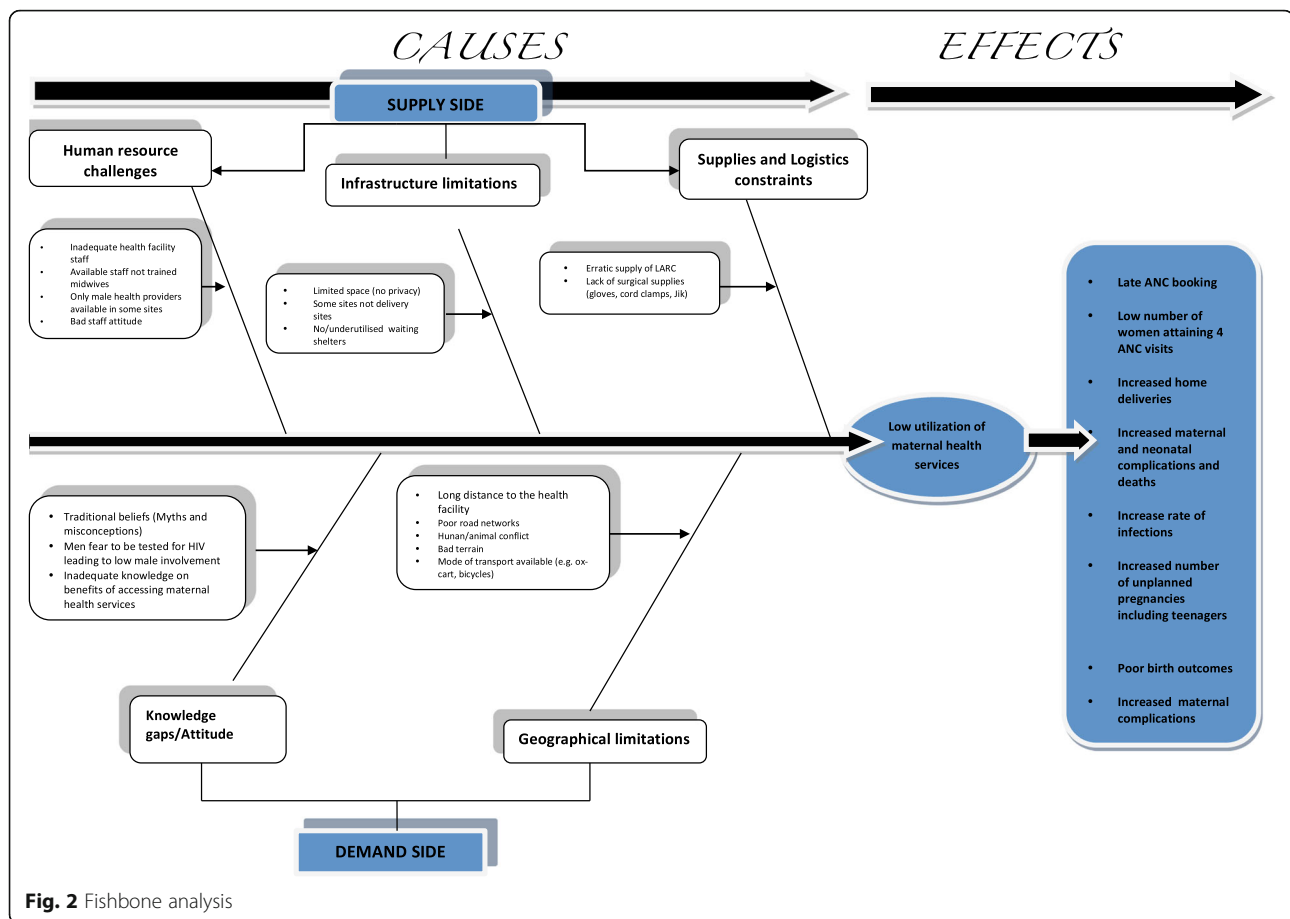 CAUSES
EFFECTS
SUPPLY SIDE
Human resource
challenges
Infrastructure limitations
Supplies and Logistics
constraints
• Inadequate health facility
staff
• Available staff not trained
midwives
• Only male health providers
available in some sites
• Bad staff attitude
• Limited space (no privacy)
• Some sites not delivery
sites
• No/underutilised waiting
shelters
• Erratic supply of LARC
• Lack of surgical supplies
(gloves, cord clamps, Jik)
Low utilization of
maternal health
services
• Late ANC booking
• Low number of
women attaining 4
ANC visits
• Increased home
deliveries
• Increased maternal
and neonatal
complications and
deaths
• Increase rate of
infections
• Increased number
of unplanned
pregnancies
including teenagers
• Poor birth outcomes
• Increased maternal
complications
• Traditional beliefs (Myths and
misconceptions)
• Men fear to be tested for HIV
leading to low male involvement
• Inadequate knowledge on
benefits of accessing maternal
health services
• Long distance to the health
facility
• Poor road networks
• Hunan/animal conflict
• Bad terrain
• Mode of transport available (e.g. ox-
cart, bicycles)
Knowledge
gaps/Attitude
Geographical limitations
DEMAND SIDE
Fig. 2 Fishbone analysis